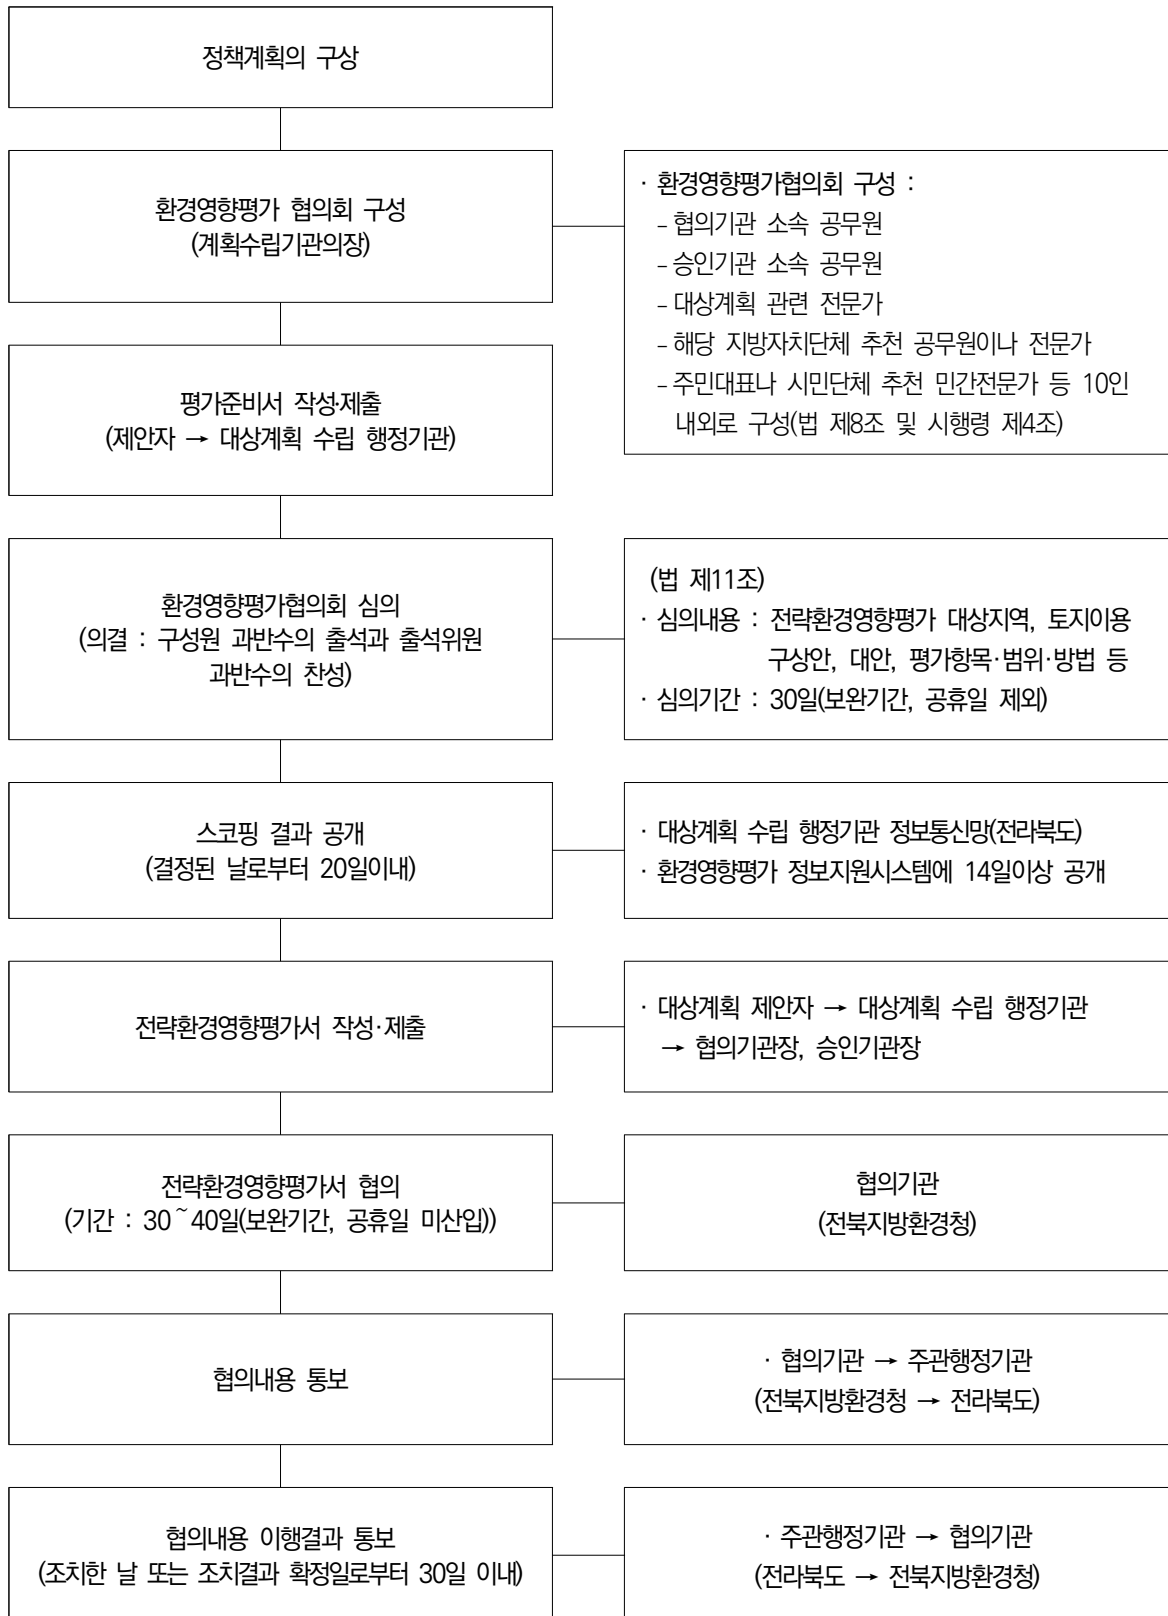 정책계획의 구상
환경영향평가 협의회 구성
(계획수립기관의장)
· 환경영향평가협의회 구성 :
- 협의기관 소속 공무원
- 승인기관 소속 공무원
- 대상계획 관련 전문가
- 해당 지방자치단체 추천 공무원이나 전문가
- 주민대표나 시민단체 추천 민간전문가 등 10인
내외로 구성(법 제8조 및 시행령 제4조)
평가준비서 작성·제출
(제안자 → 대상계획 수립 행정기관)
환경영향평가협의회 심의
(의결 : 구성원 과반수의 출석과 출석위원
과반수의 찬성)
(법 제11조)
· 심의내용 : 전략환경영향평가 대상지역, 토지이용
구상안, 대안, 평가항목·범위·방법 등
· 심의기간 : 30일(보완기간, 공휴일 제외)
스코핑 결과 공개
(결정된 날로부터 20일이내)
· 대상계획 수립 행정기관 정보통신망(전라북도)
· 환경영향평가 정보지원시스템에 14일이상 공개
전략환경영향평가서 작성·제출
· 대상계획 제안자 → 대상계획 수립 행정기관
→ 협의기관장, 승인기관장
전략환경영향평가서 협의
(기간 : 30~40일(보완기간, 공휴일 미산입))
협의기관
(전북지방환경청)
협의내용 통보
· 협의기관 → 주관행정기관
(전북지방환경청 → 전라북도)
협의내용 이행결과 통보
(조치한 날 또는 조치결과 확정일로부터 30일 이내)
· 주관행정기관 → 협의기관
(전라북도 → 전북지방환경청)